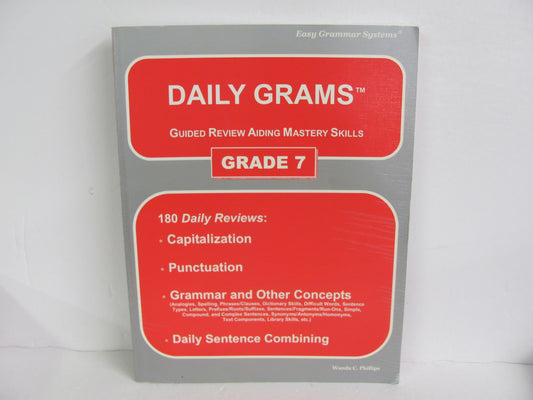 Easy Grammar Systems®
DAILY GRAMS™
GUIDED REVIEW AIDING MASTERY SKILLS
GRADE 7
180 Daily Reviews:
• Capitalization
• Punctuation
• Grammar and Other Concepts
(Analogies, Spelling, Phrases/Clauses, Dictionary Skills, Difficult Words, Sentence
Types, Letters, Prefixes/Roots/Suffixes, Sentences/Fragments/Run-Ons, Simple,
Compound, and Complex Sentences, Synonyms/Antonyms/Homonyms,
Text Components, Library Skills, etc.)
• Daily Sentence Combining
Wanda C. Phillips